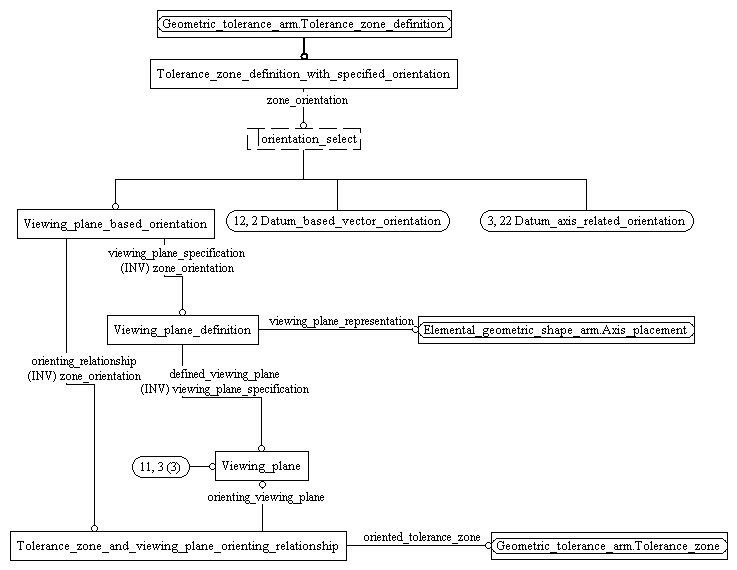 Geometric_tolerance_arm.Tolerance_zone_definition
Tolerance_zone_definition_with_specified_orientation
zone_orientation
orientation_select
Viewing_plane_based_orientation
12, 2 Datum_based_vector_orientation
3, 22 Datum_axis_related_orientation
viewing_plane_specification
(INV) zone_orientation
Viewing_plane_definition
viewing_plane_representation
Elemental_geometric_shape_arm.Axis_placement
orienting_relationship
(INV) zone_orientation
defined_viewing_plane
(INV) viewing_plane_specification
11, 3 (3)
Viewing_plane
orienting_viewing_plane
Tolerance_zone_and_viewing_plane_orienting_relationship
oriented_tolerance_zone
Geometric_tolerance_arm.Tolerance_zone